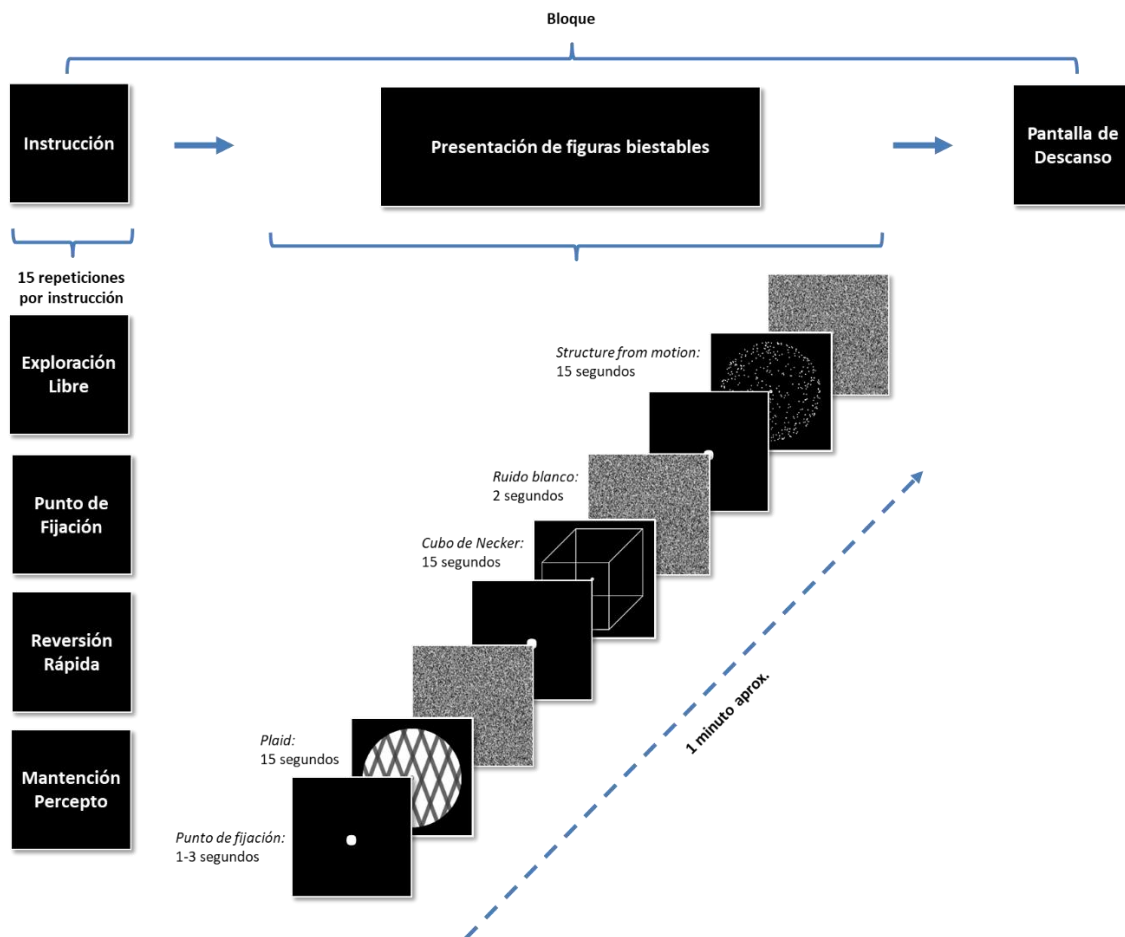 Bloque
Instrucción
Presentación de figuras biestables
Pantalla de
Descanso
15 repeticiones
por instrucción
Exploración
Libre
Punto de
Fijación
Reversión
Rápida
Mantención
Percepto
Structure from motion:
15 segundos
Ruido blanco:
2 segundos
Cubo de Necker:
15 segundos
Plaid:
15 segundos
Punto de fijación:
1-3 segundos
1 minuto aprox.